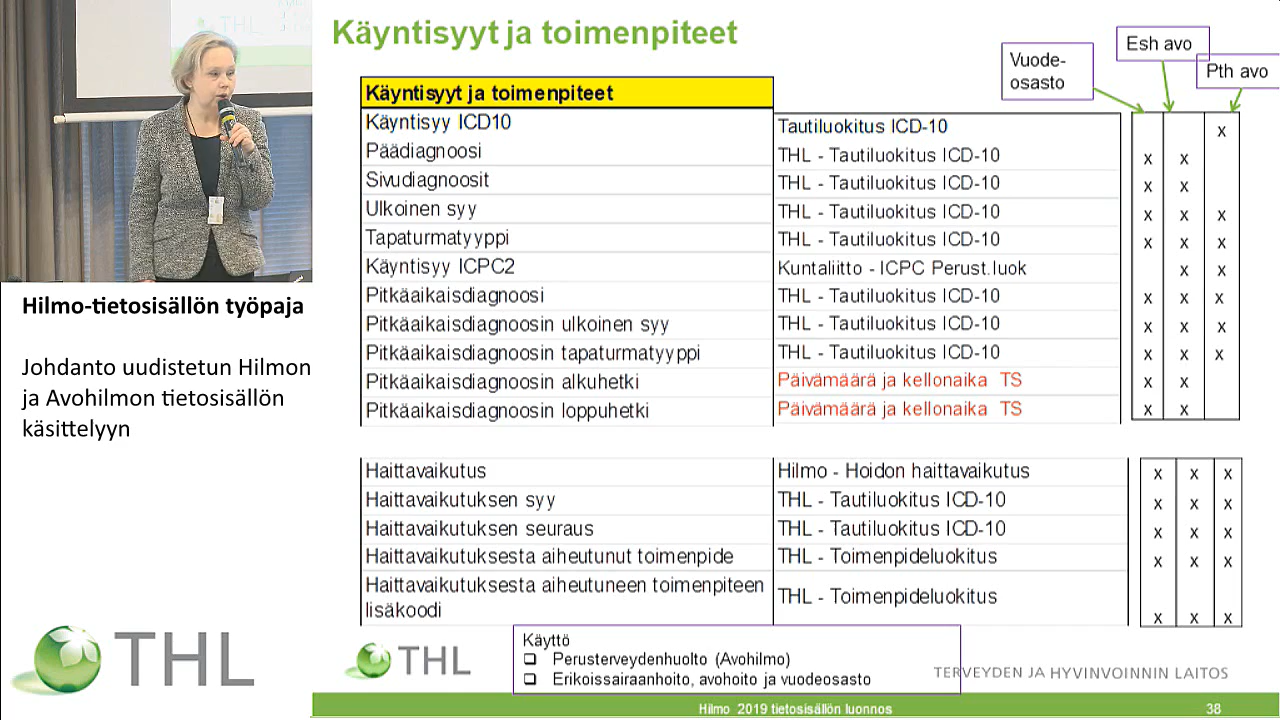 THL
Hilmo-tietosisällön työpaja
Johdanto uudistetun Hilmon
ja Avohilmon tietosisällön
käsittelyyn
THL
Käyntisyyt ja toimenpiteet
Vuode-
osasto
Esh avo
Pth avo
Käyntisyyt ja toimenpiteet
Käyntisyy ICD10 Tautiluokitus ICD-10 x
Päädiagnoosi THL - Tautiluokitus ICD-10 x x
Sivudiagnoosit THL - Tautiluokitus ICD-10 x x
Ulkoinen syy THL - Tautiluokitus ICD-10 x x x
Tapaturmatyyppi THL - Tautiluokitus ICD-10 x x x
Käyntisyy ICPC2 Kuntaliitto - ICPC Perust.luok x x
Pitkäaikaisdiagnoosi THL - Tautiluokitus ICD-10 x x x
Pitkäaikaisdiagnoosin ulkoinen syy THL - Tautiluokitus ICD-10 x x x
Pitkäaikaisdiagnoosin tapaturmatyyppi THL - Tautiluokitus ICD-10 x x x
Pitkäaikaisdiagnoosin alkuhetki Päivämäärä ja kellonaika TS x x
Pitkäaikaisdiagnoosin loppuhetki Päivämäärä ja kellonaika TS x x
Haittavaikutus Hilmo - Hoidon haittavaikutus x x x
Haittavaikutuksen syy THL - Tautiluokitus ICD-10 x x x
Haittavaikutuksen seuraus THL - Tautiluokitus ICD-10 x x x
Haittavaikutuksesta aiheutunut toimenpide THL - Toimenpideluokitus x x x
Haittavaikutuksesta aiheutuneen toimenpiteen
lisäkoodi THL - Toimenpideluokitus x x x
THL
Käyttö
Perusterveydenhuolto (Avohilmo)
Erikoissairaanhoito, avohoito ja vuodeosasto
TERVEYDEN JA HYVINVOINNIN LAITOS
Hilmo 2019 tietosisällön luonnos 38